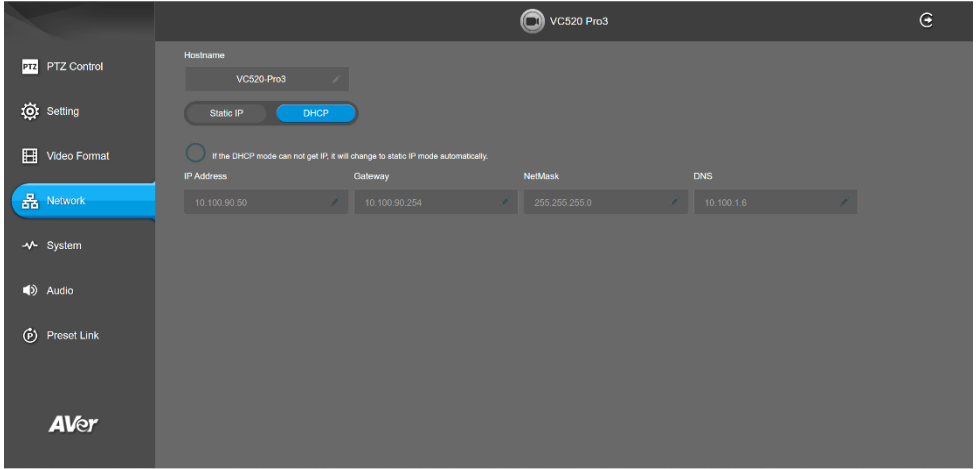 VC520 Pro3
PTZ PTZ Control
Setting
Video Format
Network
System
Audio
P Preset Link
AVer
Hostname
VC520-Pro3
Static IP DHCP
If the DHCP mode can not get IP, it will change to static IP mode automatically.
IP Address Gateway NetMask DNS
10.100.90.50 10.100.90.254 255.255.255.0 10.100.1.6